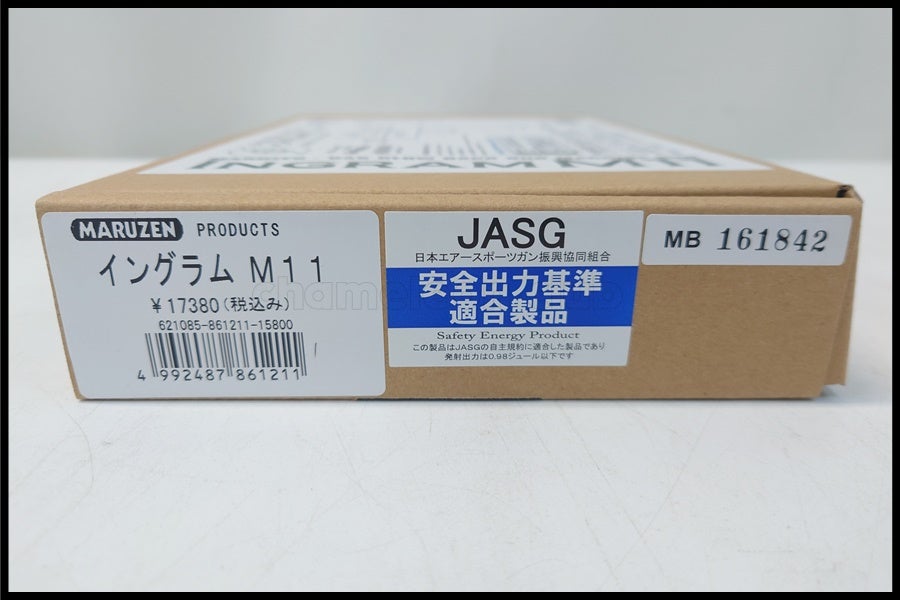 INGRAM M11
MARUZEN PRODUCTS
イングラム M11
￥17380(税込み)
621085-861211-15800
4 992487 861211
JASG
日本エアースポーツガン振興協同組合
安全出力基準
適合製品
Safety Energy Product
この製品はJASGの自主規約に適合した製品であり
発射出力は0.98ジュール以下です
MB 161842